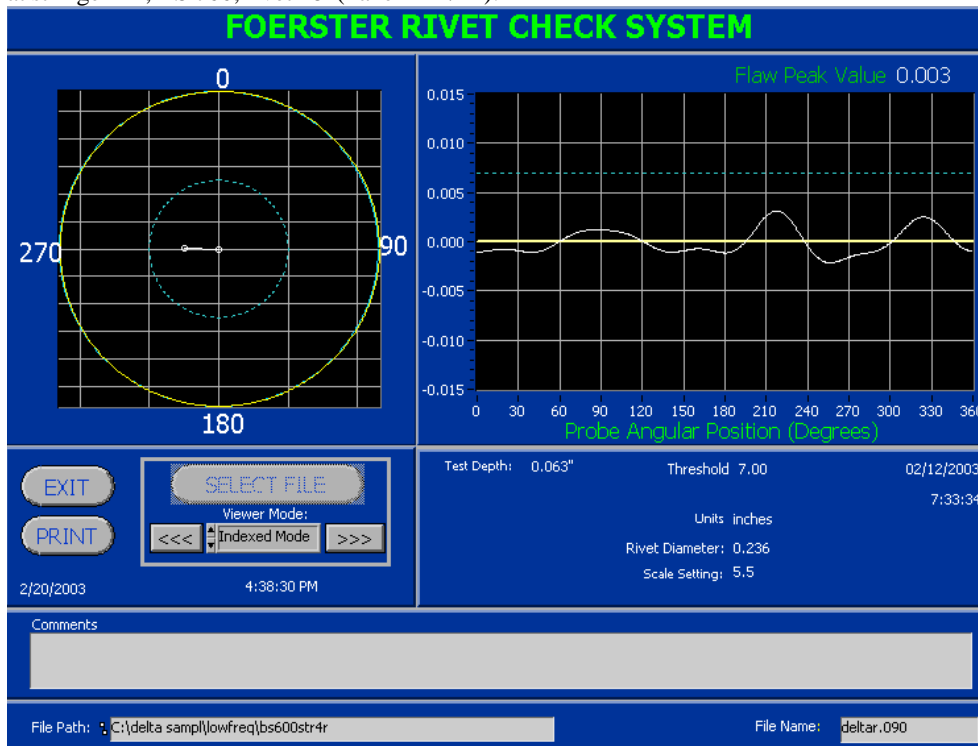 FOERSTER RIVET CHECK SYSTEM
0
270
90
180
Flaw Peak Value 0.003
0.015
0.010
0.005
0.000
-0.005
-0.010
-0.015
0 30 60 90 120 150 180 210 240 270 300 330 360
Probe Angular Position (Degrees)
EXIT
PRINT
SELECT FILE
Viewer Mode:
<<< Indexed Mode >>>
2/20/2003 4:38:30 PM
Test Depth: 0.063" Threshold 7.00 02/12/2003
7:33:34
Units inches
Rivet Diameter: 0.236
Scale Setting: 5.5
Comments
File Path: C:\delta sampl\lowfreq\bs600str4r
File Name: deltar.090